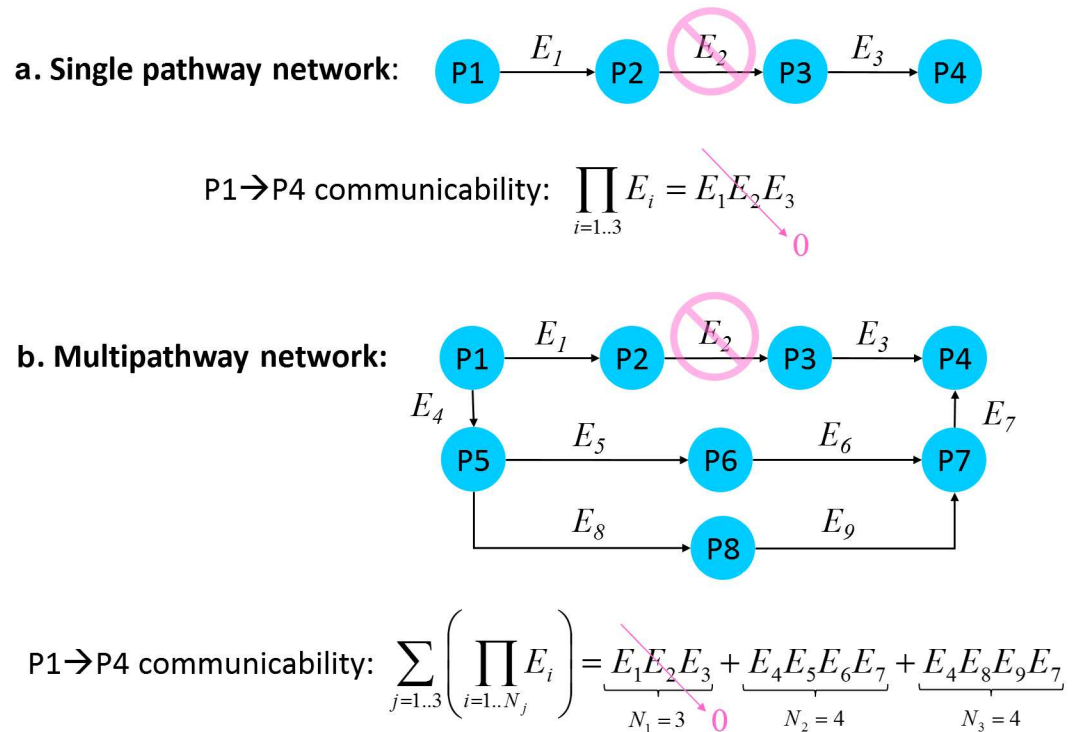 a. Single pathway network: P1 E₁ P2 E₂ P3 E₃ P4
P1→P4 communicability: ∏ i=1..3 Eᵢ = E₁E₂E₃
0
b. Multipathway network: P1 E₁ P2 E₂ P3 E₃ P4
E₄ E₇
P5 E₅ P6 E₆ P7
E₈ P8 E₉
P1→P4 communicability: ∑ j=1..3 ( ∏ i=1..Nⱼ Eᵢ ) = E₁E₂E₃ + E₄E₅E₆E₇ + E₄E₈E₉E₇
N₁ = 3 0 N₂ = 4 N₃ = 4